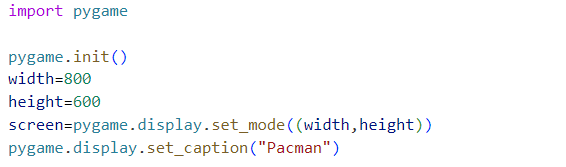 import pygame

pygame.init()
width=800
height=600
screen=pygame.display.set_mode((width,height))
pygame.display.set_caption("Pacman")